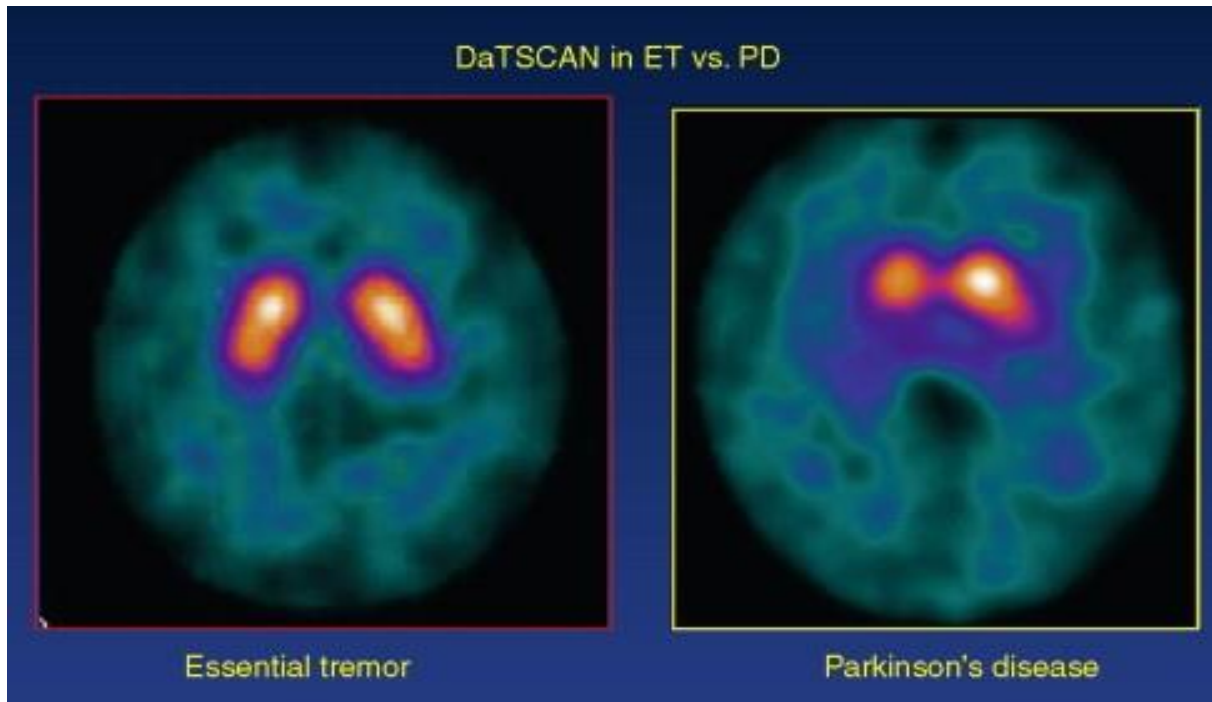 DaTSCAN in ET vs. PD
Essential tremor
Parkinson's disease